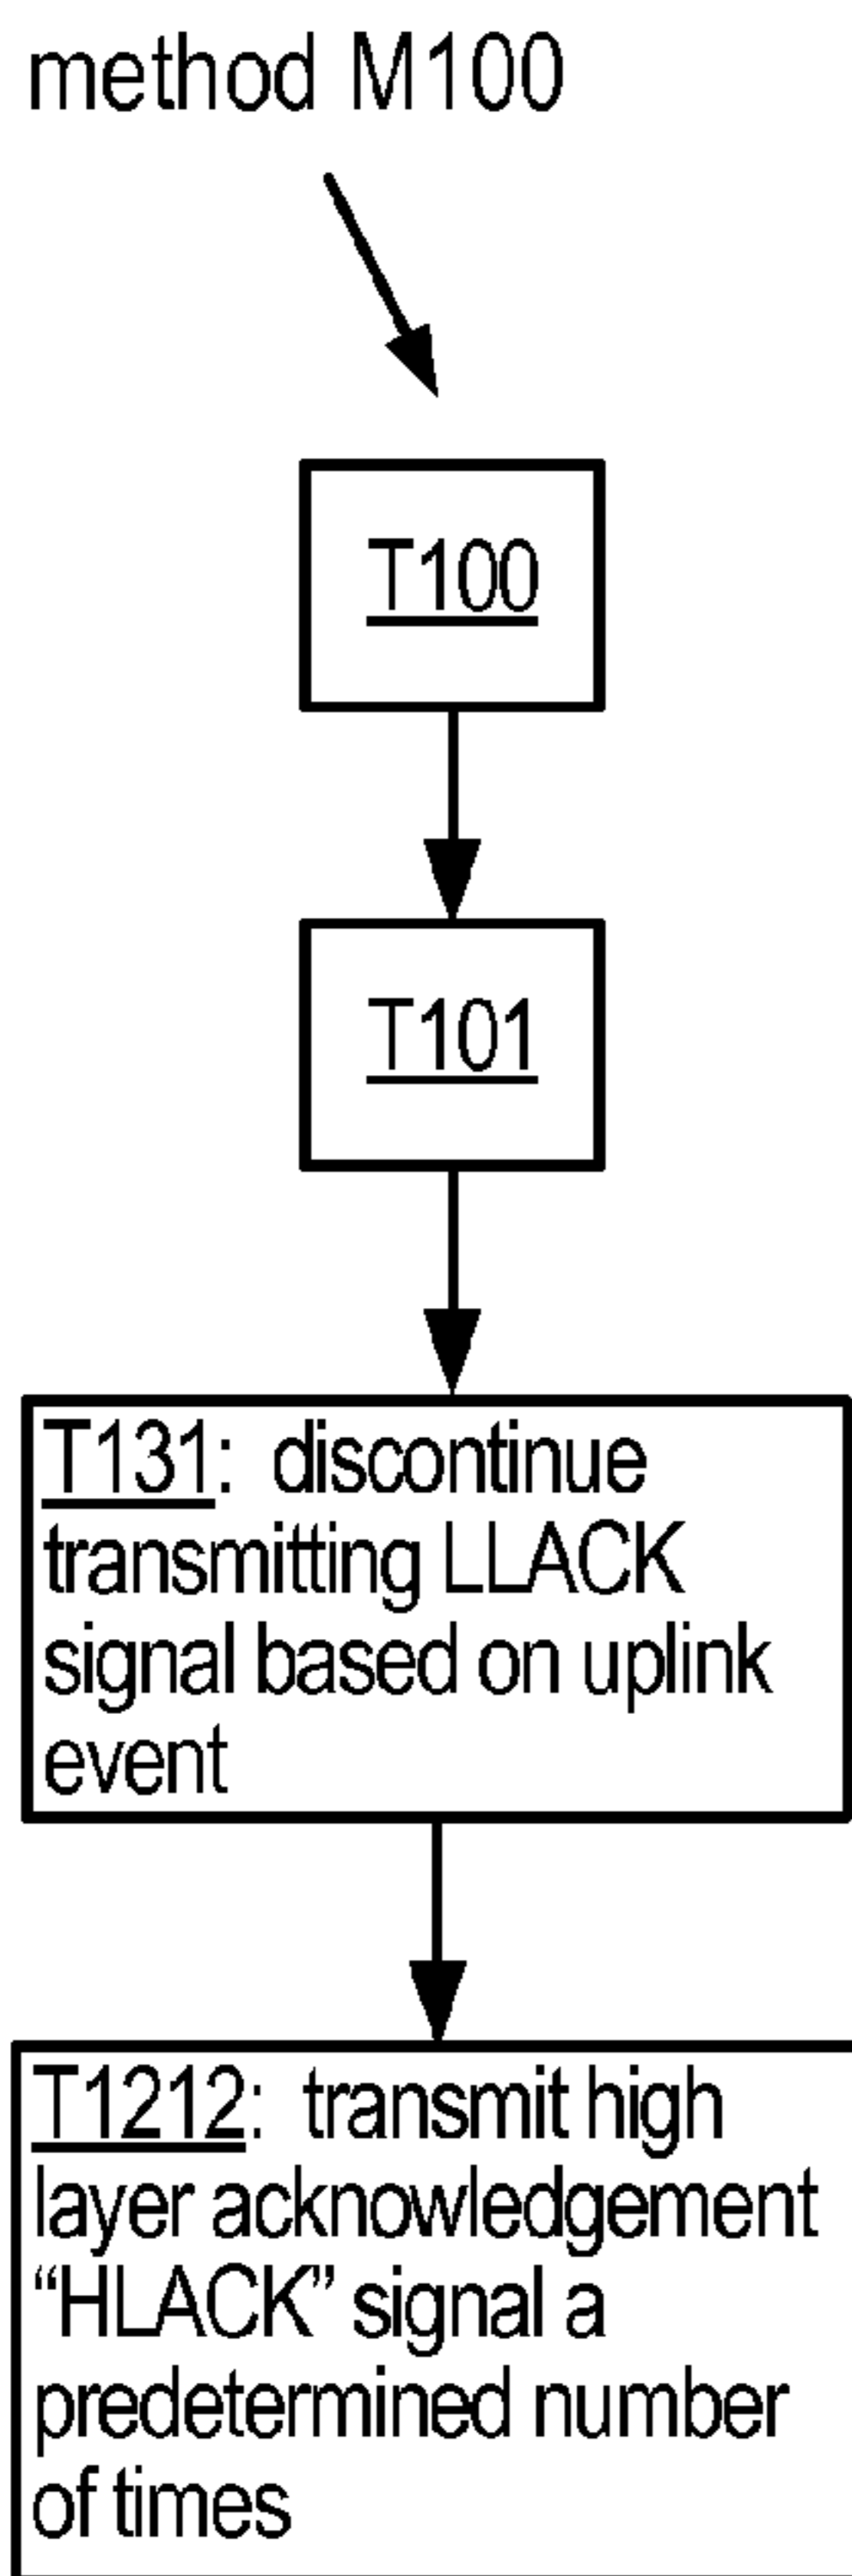 method M100
T100
T101
T131: discontinue
transmitting LLACK
signal based on uplink
event
T1212: transmit high
layer acknowledgement
“HLACK” signal a
predetermined number
of times